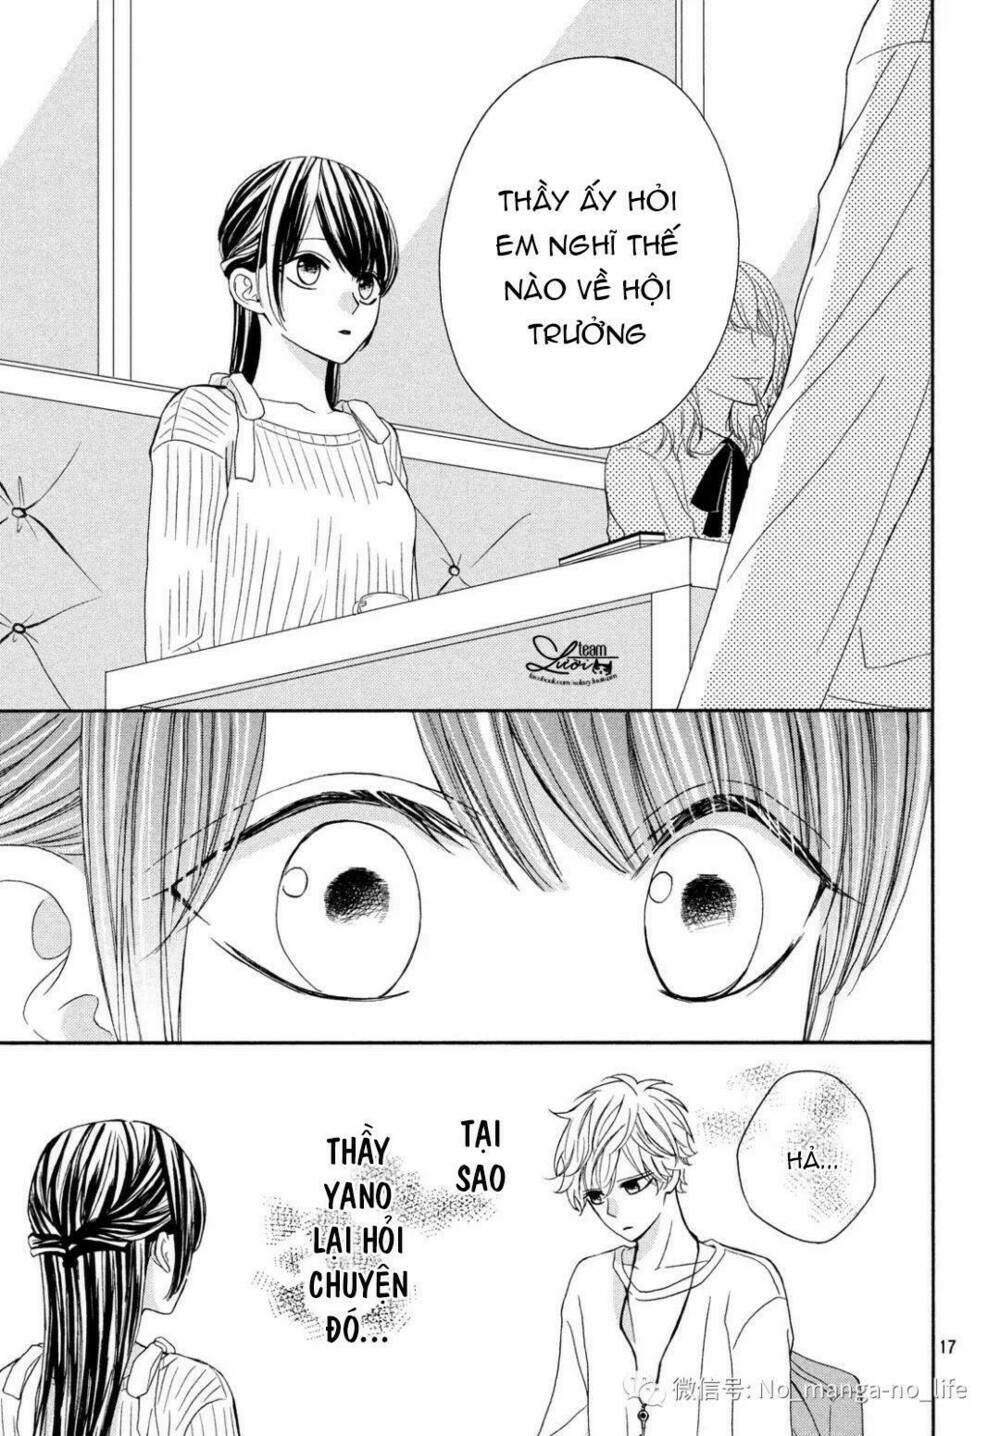 THẦY ẤY HỎI
EM NGHĨ THẾ
NÀO VỀ HỘI
TRƯỞNG
team
Lười
HẢ...
TẠI
SAO
THẦY
YANO
LẠI HỎI
CHUYỆN
ĐÓ...
17
微信号: No_manga-no_life